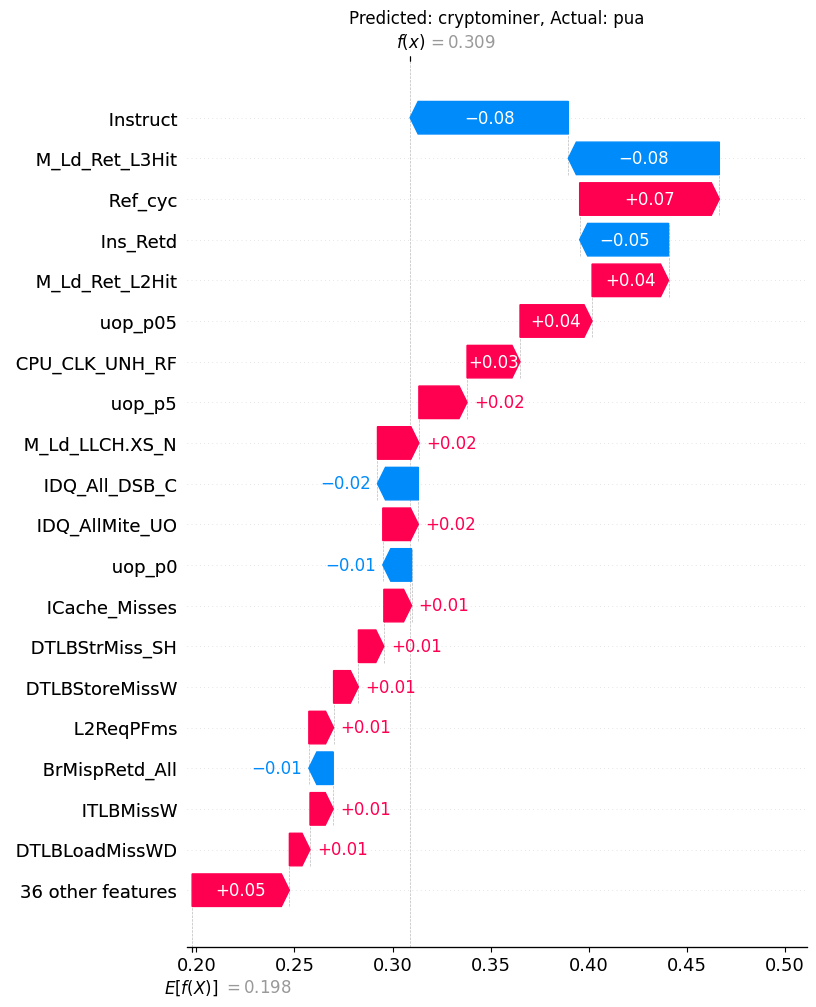 Predicted: cryptominer, Actual: pua
f(x) = 0.309
Instruct −0.08
M_Ld_Ret_L3Hit −0.08
Ref_cyc +0.07
Ins_Retd −0.05
M_Ld_Ret_L2Hit +0.04
uop_p05 +0.04
CPU_CLK_UNH_RF +0.03
uop_p5 +0.02
M_Ld_LLCH.XS_N +0.02
IDQ_All_DSB_C −0.02
IDQ_AllMite_UO +0.02
uop_p0 −0.01
ICache_Misses +0.01
DTLBStrMiss_SH +0.01
DTLBStoreMissW +0.01
L2ReqPFms +0.01
BrMispRetd_All −0.01
ITLBMissW +0.01
DTLBLoadMissWD +0.01
36 other features +0.05
0.20 0.25 0.30 0.35 0.40 0.45 0.50
E[f(X)] = 0.198